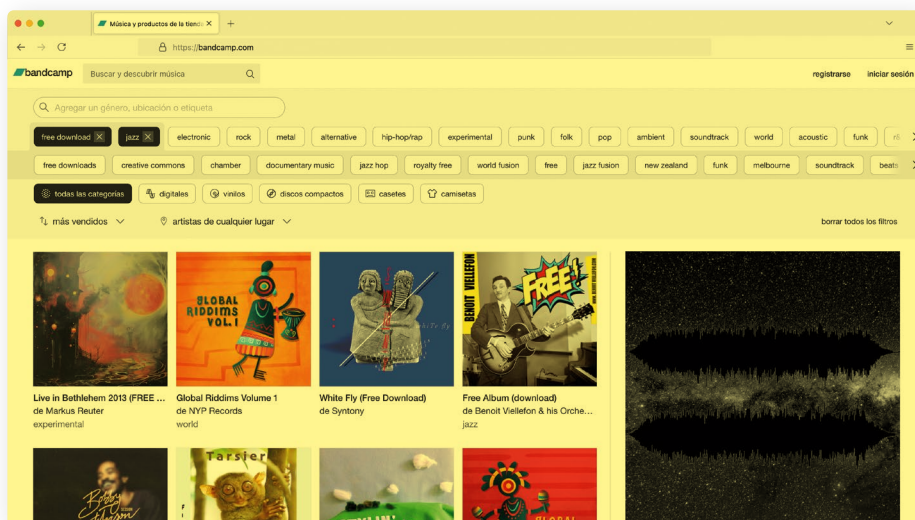 Música y productos de la tienda
https://bandcamp.com
bandcamp
Buscar y descubrir música
registrarse
iniciar sesión
Agregar un género, ubicación o etiqueta
free download
jazz
electronic
rock
metal
alternative
hip-hop/rap
experimental
punk
folk
pop
ambient
soundtrack
world
acoustic
funk
free downloads
creative commons
chamber
documentary music
jazz hop
royalty free
world fusion
free
jazz fusion
new zealand
funk
melbourne
soundtrack
beats
todas las categorías
digitales
vinilos
discos compactos
casetes
camisetas
más vendidos
artistas de cualquier lugar
borrar todos los filtros
GLOBAL
RIDDIMS
VOL. 1
White fly
BENOIT VIELLEFON
FREE!
Live in Bethlehem 2013 (FREE ...
de Markus Reuter
experimental
Global Riddims Volume 1
de NYP Records
world
White Fly (Free Download)
de Syntony
Free Album (download)
de Benoit Viellefon & his Orche...
jazz
Bobby
Tarsier
GLOBAL